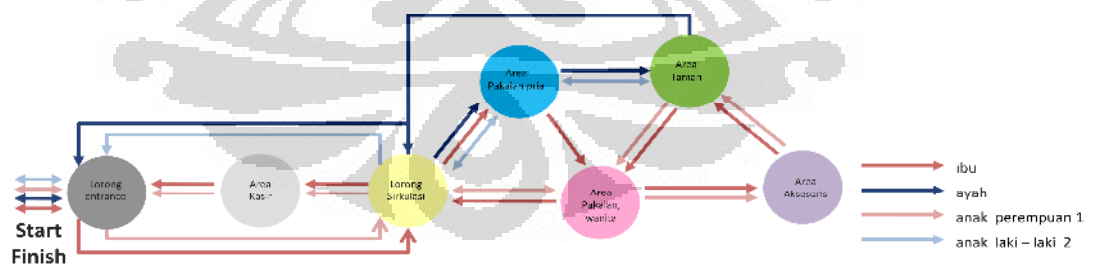 Area
Taman
Area
Pakaian pria
Lorong
entrance
Area
Kasir
Lorong
Sirkulasi
Area
Pakaian,
wanita
Area
Aksesoris
Start
Finish
ibu
ayah
anak perempuan 1
anak laki – laki 2